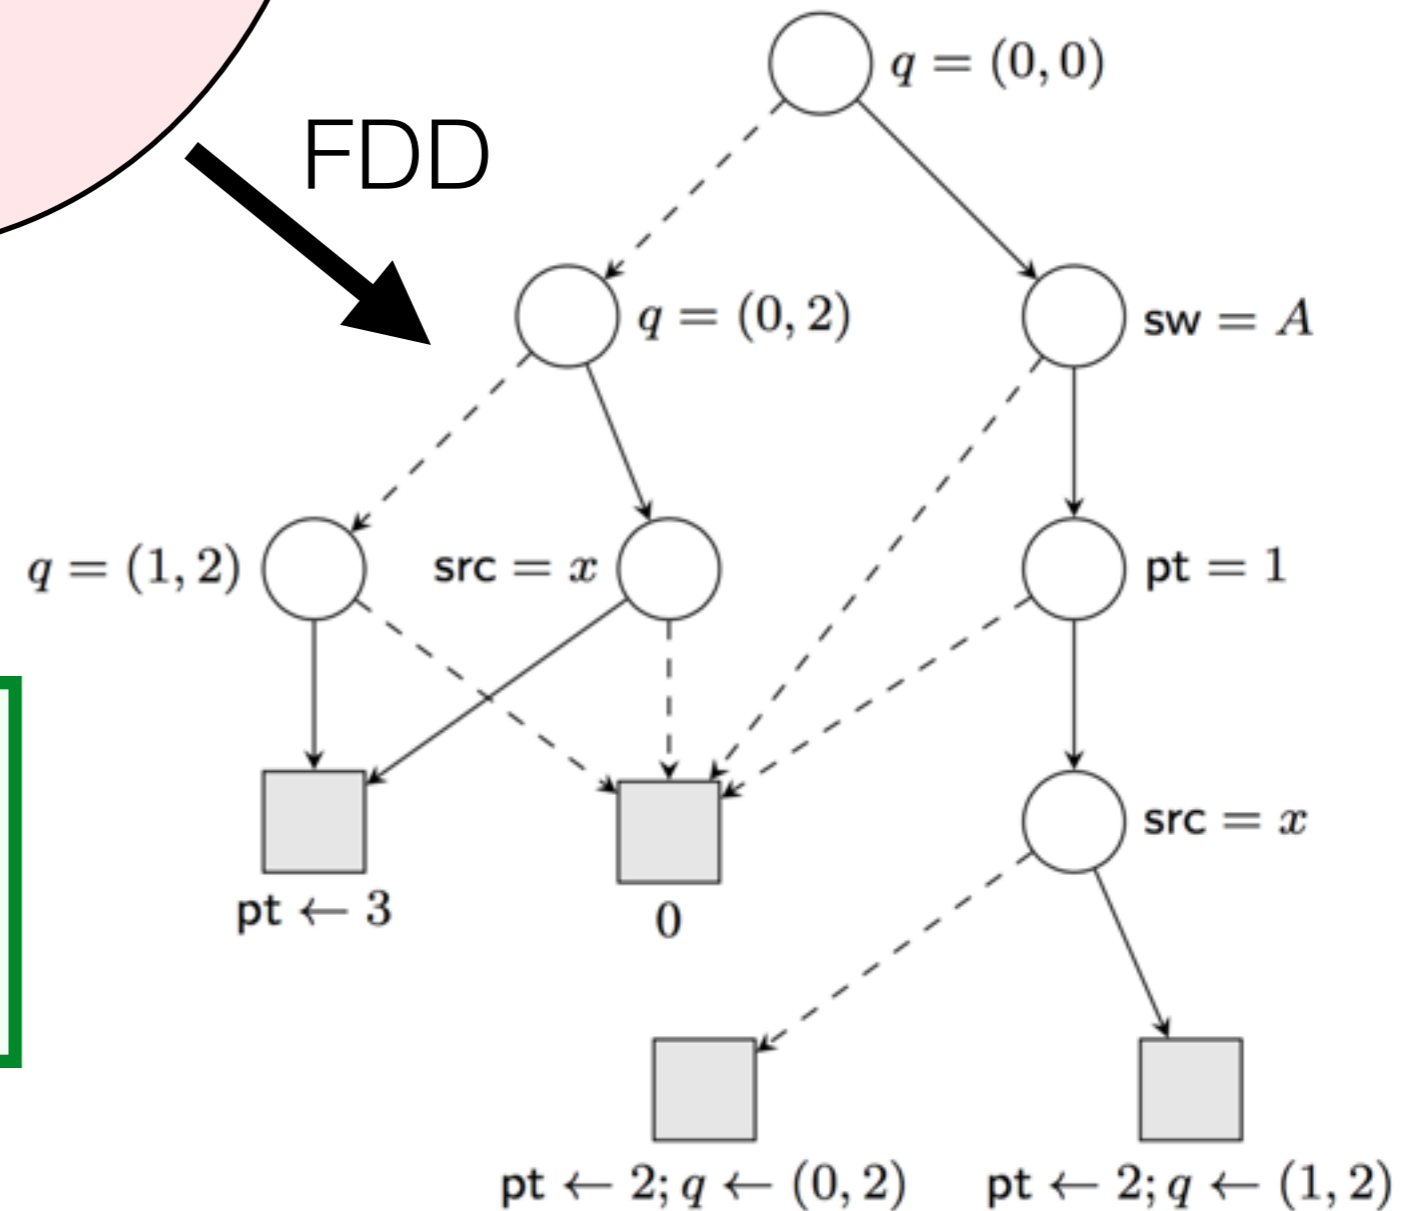 q = (0, 0)
FDD
q = (0, 2)
sw = A
q = (1, 2)
src = x
pt = 1
src = x
pt ← 3
0
pt ← 2; q ← (0, 2)
pt ← 2; q ← (1, 2)